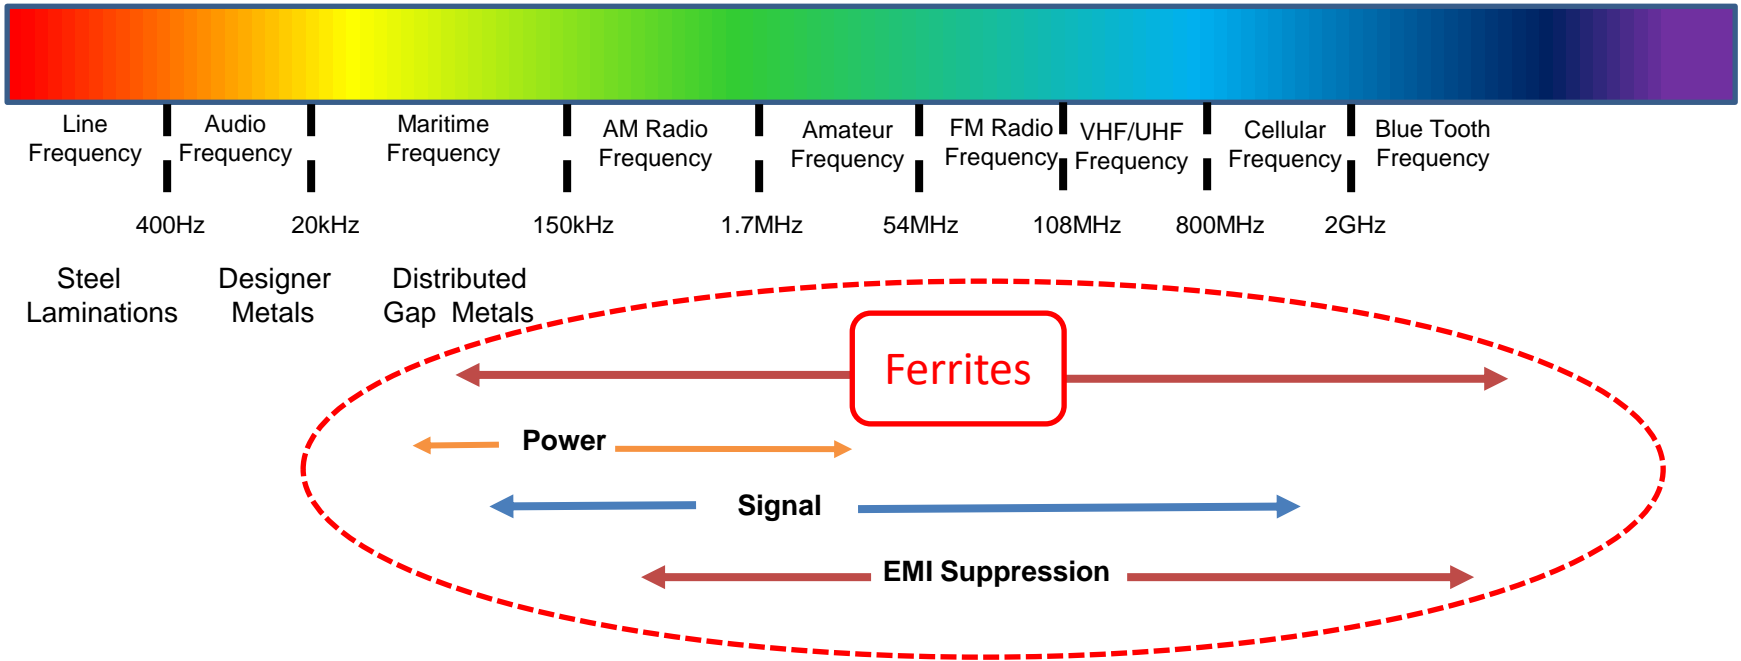 Line
Frequency
Audio
Frequency
Maritime
Frequency
AM Radio
Frequency
Amateur
Frequency
FM Radio
Frequency
VHF/UHF
Frequency
Cellular
Frequency
Blue Tooth
Frequency
400Hz
20kHz
150kHz
1.7MHz
54MHz
108MHz
800MHz
2GHz
Steel
Laminations
Designer
Metals
Distributed
Gap Metals
Ferrites
Power
Signal
EMI Suppression